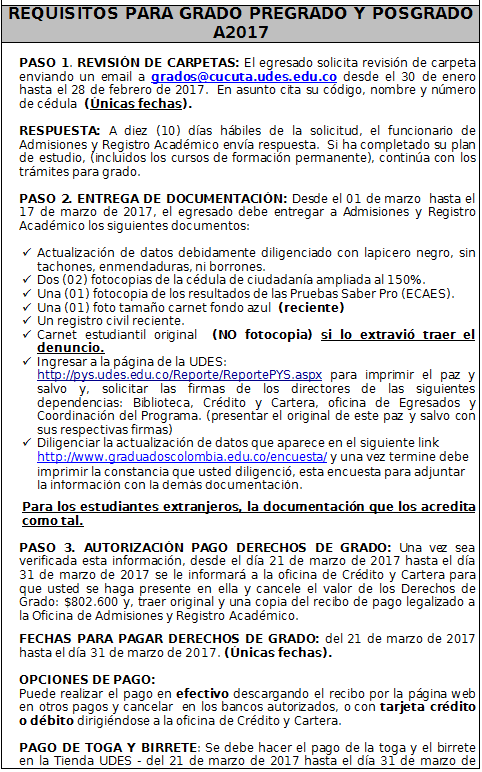 REQUISITOS PARA GRADO PREGRADO Y POSGRADO
A2017
PASO 1. REVISIÓN DE CARPETAS: El egresado solicita revisión de carpeta
enviando un email a grados@cucuta.udes.edu.co desde el 30 de enero
hasta el 28 de febrero de 2017. En asunto cita su código, nombre y número
de cédula (Únicas fechas).
RESPUESTA: A diez (10) días hábiles de la solicitud, el funcionario de
Admisiones y Registro Académico envía respuesta. Si ha completado su plan
de estudio, (incluidos los cursos de formación permanente), continúa con los
trámites para grado.
PASO 2. ENTREGA DE DOCUMENTACIÓN: Desde el 01 de marzo hasta el
17 de marzo de 2017, el egresado debe entregar a Admisiones y Registro
Académico los siguientes documentos:
✓ Actualización de datos debidamente diligenciado con lapicero negro, sin
tachones, enmendaduras, ni borrones.
✓ Dos (02) fotocopias de la cédula de ciudadanía ampliada al 150%.
✓ Una (01) fotocopia de los resultados de las Pruebas Saber Pro (ECAES).
✓ Una (01) foto tamaño carnet fondo azul (reciente)
✓ Un registro civil reciente.
✓ Carnet estudiantil original (NO fotocopia) si lo extravió traer el
denuncio.
✓ Ingresar a la página de la UDES:
http://pys.udes.edu.co/Reporte/ReportePYS.aspx para imprimir el paz y
salvo y, solicitar las firmas de los directores de las siguientes
dependencias: Biblioteca, Crédito y Cartera, oficina de Egresados y
Coordinación del Programa. (presentar el original de este paz y salvo con
sus respectivas firmas)
✓ Diligenciar la actualización de datos que aparece en el siguiente link
http://www.graduadoscolombia.edu.co/encuesta/ y una vez termine debe
imprimir la constancia que usted diligenció, esta encuesta para adjuntar
la información con la demás documentación.
Para los estudiantes extranjeros, la documentación que los acredita
como tal.
PASO 3. AUTORIZACIÓN PAGO DERECHOS DE GRADO: Una vez sea
verificada esta información, desde el día 21 de marzo de 2017 hasta el día
31 de marzo de 2017 se le informará a la oficina de Crédito y Cartera para
que usted se haga presente en ella y cancele el valor de los Derechos de
Grado: $802.600 y, traer original y una copia del recibo de pago legalizado a
la Oficina de Admisiones y Registro Académico.
FECHAS PARA PAGAR DERECHOS DE GRADO: del 21 de marzo de 2017
hasta el día 31 de marzo de 2017. (Únicas fechas).
OPCIONES DE PAGO:
Puede realizar el pago en efectivo descargando el recibo por la página web
en otros pagos y cancelar en los bancos autorizados, o con tarjeta crédito
o débito dirigiéndose a la oficina de Crédito y Cartera.
PAGO DE TOGA Y BIRRETE: Se debe hacer el pago de la toga y el birrete
en la Tienda UDES - del 21 de marzo de 2017 hasta el día 31 de marzo de